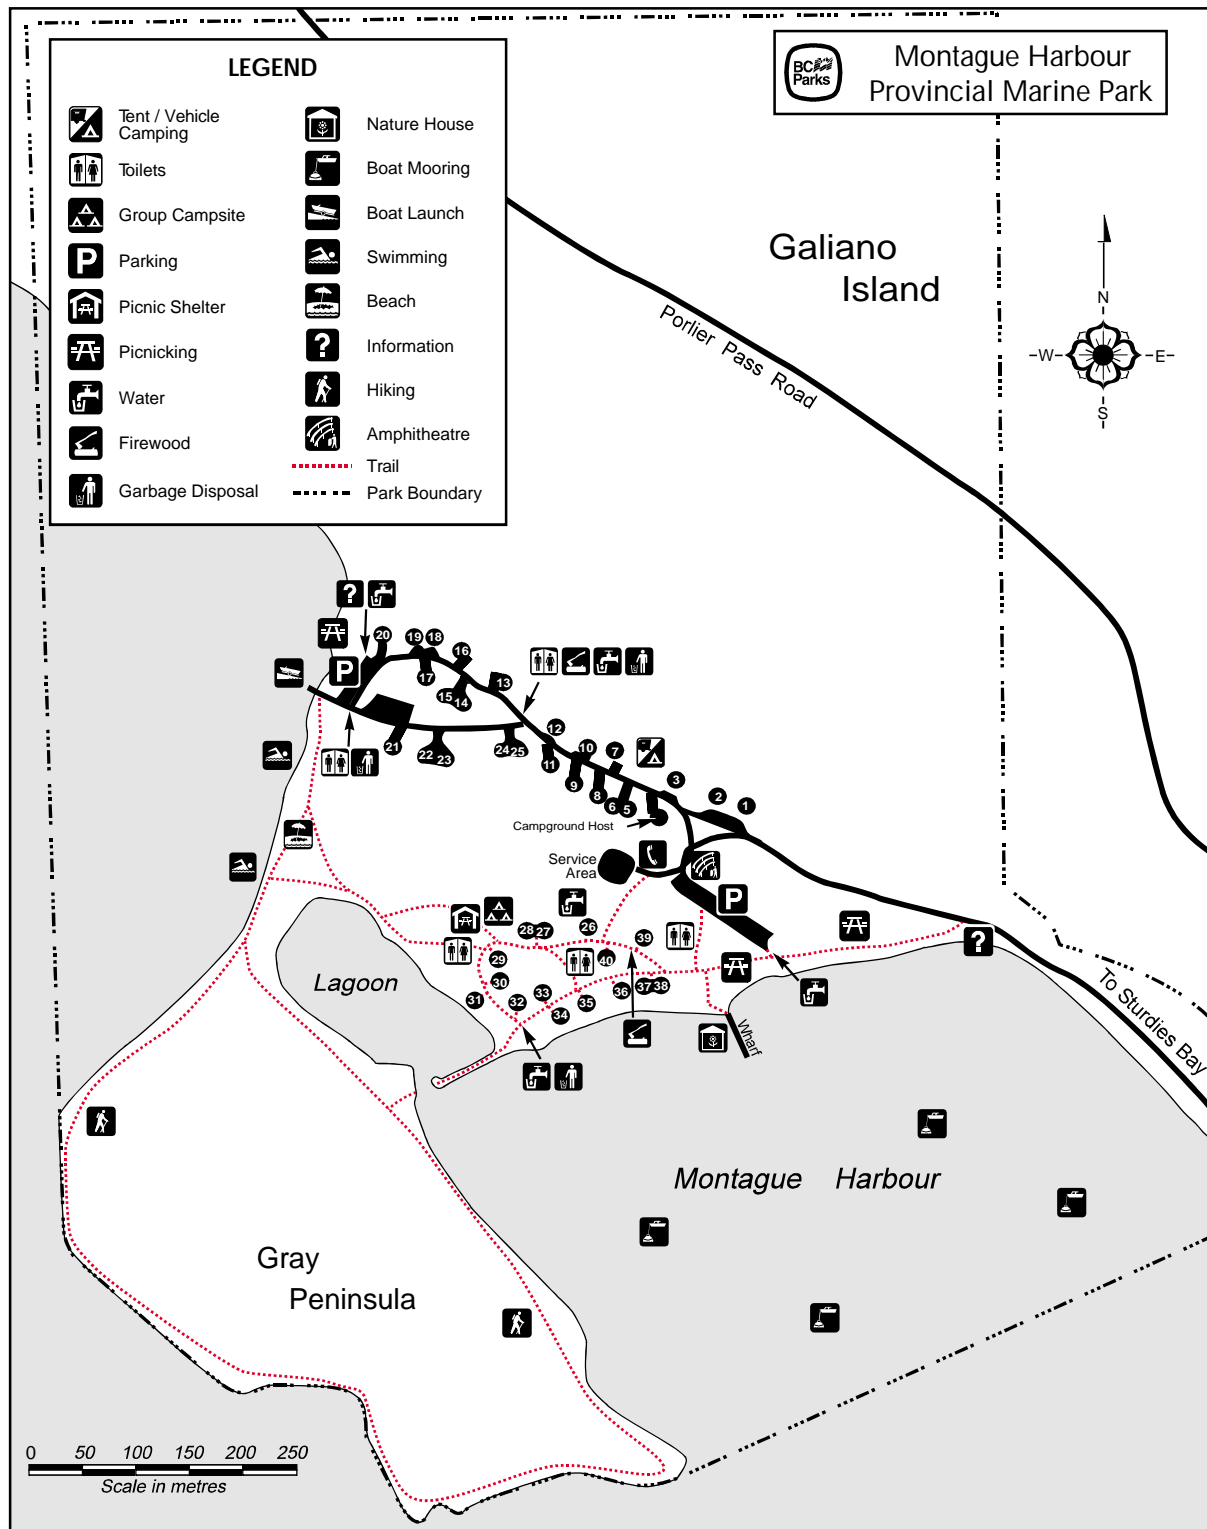 LEGEND
Tent / Vehicle
Camping
Toilets
Group Campsite
Parking
Picnic Shelter
Picnicking
Water
Firewood
Garbage Disposal
Nature House
Boat Mooring
Boat Launch
Swimming
Beach
Information
Hiking
Amphitheatre
Trail
Park Boundary
P
?
BC
Parks
Montague Harbour
Provincial Marine Park
Galiano
Island
Porlier Pass Road
N
W
E
S
?
20
19
18
16
P
17
13
15
14
12
21
22
23
24
25
11
10
7
9
8
6
5
3
2
1
Campground Host
Service
Area
P
26
28
27
39
29
40
?
30
31
32
33
34
35
36
37
38
Lagoon
Wharf
To Sturdies Bay
Montague Harbour
Gray
Peninsula
0 50 100 150 200 250
Scale in metres